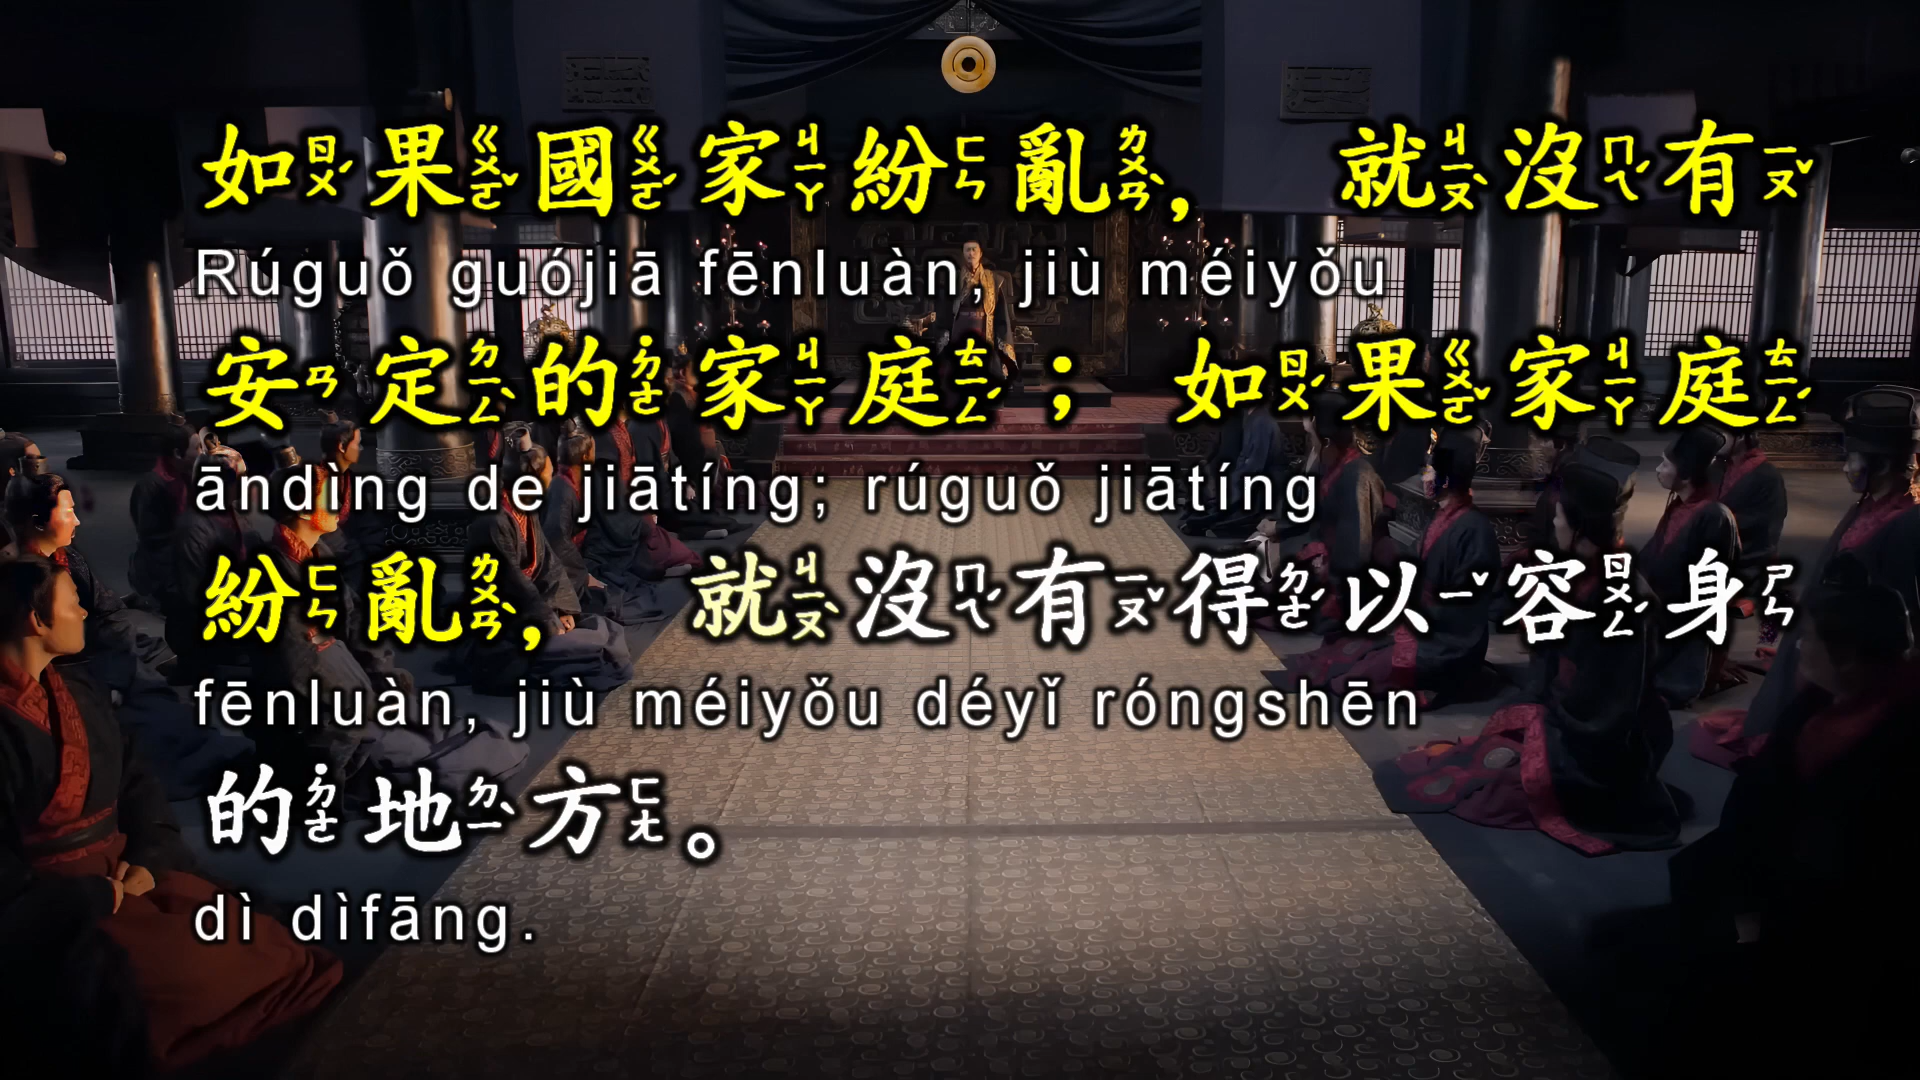 如果國家紛亂，就沒有
Rúguǒ guójiā fēnluàn, jiù méiyǒu
安定的家庭；如果家庭
āndìng de jiātíng; rúguǒ jiātíng
紛亂，就沒有得以容身
fēnluàn, jiù méiyǒu déyǐ róngshēn
的地方。
dì dìfāng.